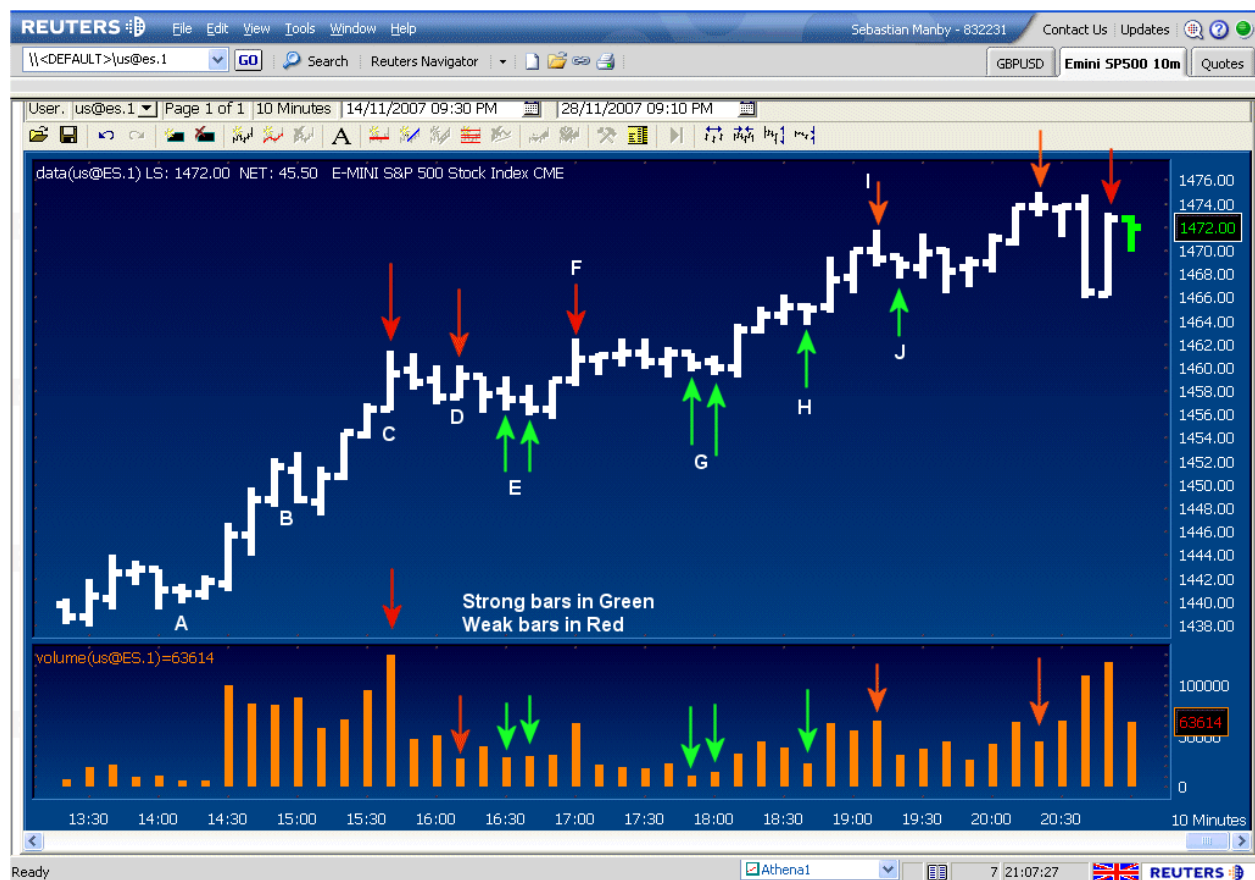 REUTERS File Edit View Tools Window Help Sebastian Manby - 832231 Contact Us Updates
\\<DEFAULT>\us@es.1 GO Search Reuters Navigator GBPUSD Emini SP500 10m Quotes
User. us@es.1 Page 1 of 1 10 Minutes 14/11/2007 09:30 PM 28/11/2007 09:10 PM
A
data(us@ES.1) LS: 1472.00 NET: 45.50 E-MINI S&P 500 Stock Index CME
1476.00
1474.00
1472.00
1470.00
1468.00
1466.00
1464.00
1462.00
1460.00
1458.00
1456.00
1454.00
1452.00
1450.00
1448.00
1446.00
1444.00
1442.00
1440.00
1438.00
A
B
C
D
E
F
G
H
I
J
Strong bars in Green
Weak bars in Red
volume(us@ES.1)=63614
100000
63614
50000
0
13:30 14:00 14:30 15:00 15:30 16:00 16:30 17:00 17:30 18:00 18:30 19:00 19:30 20:00 20:30 10 Minutes
Ready Athena1 7 21:07:27 REUTERS